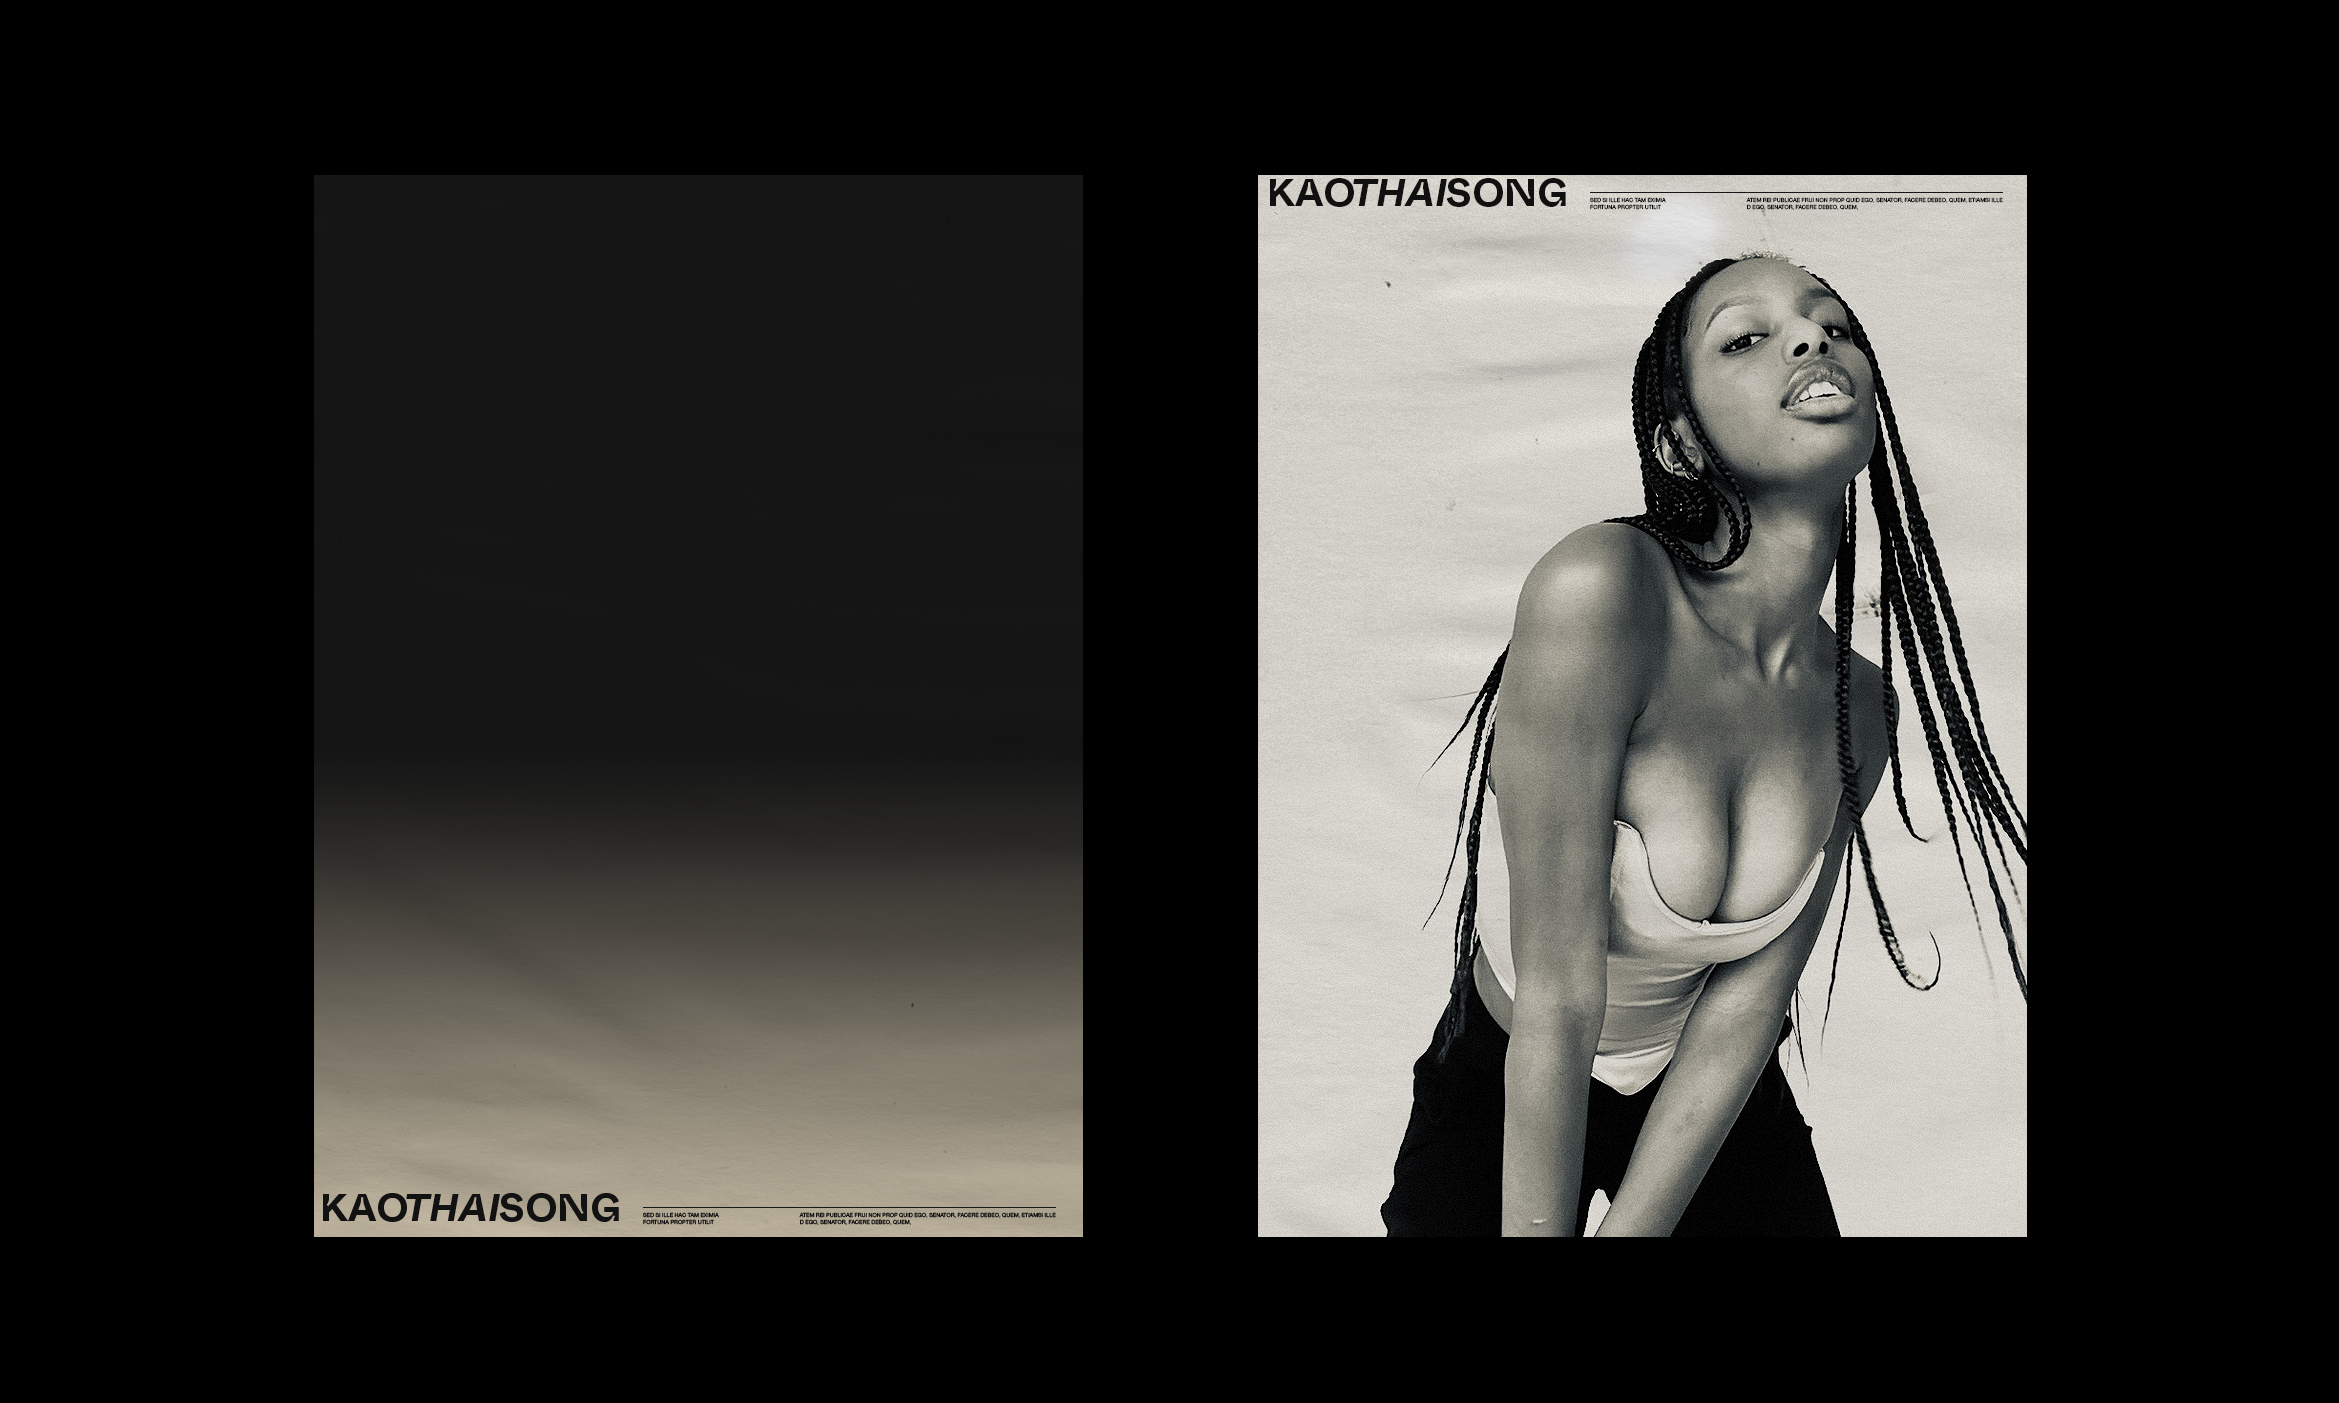 KAOTHAISONG
SED SI ILLE HAC TAM EXIMIA
FORTUNA PROPTER UTILIT
ATEM REI PUBLICAE FRUI NON PROP QUID EGO, SENATOR, FACERE DEBEO, QUEM, ETIAMSI ILLE
D EGO, SENATOR, FACERE DEBEO, QUEM,
KAOTHAISONG
SED SI ILLE HAC TAM EXIMIA
FORTUNA PROPTER UTILIT
ATEM REI PUBLICAE FRUI NON PROP QUID EGO, SENATOR, FACERE DEBEO, QUEM, ETIAMSI ILLE
D EGO, SENATOR, FACERE DEBEO, QUEM,